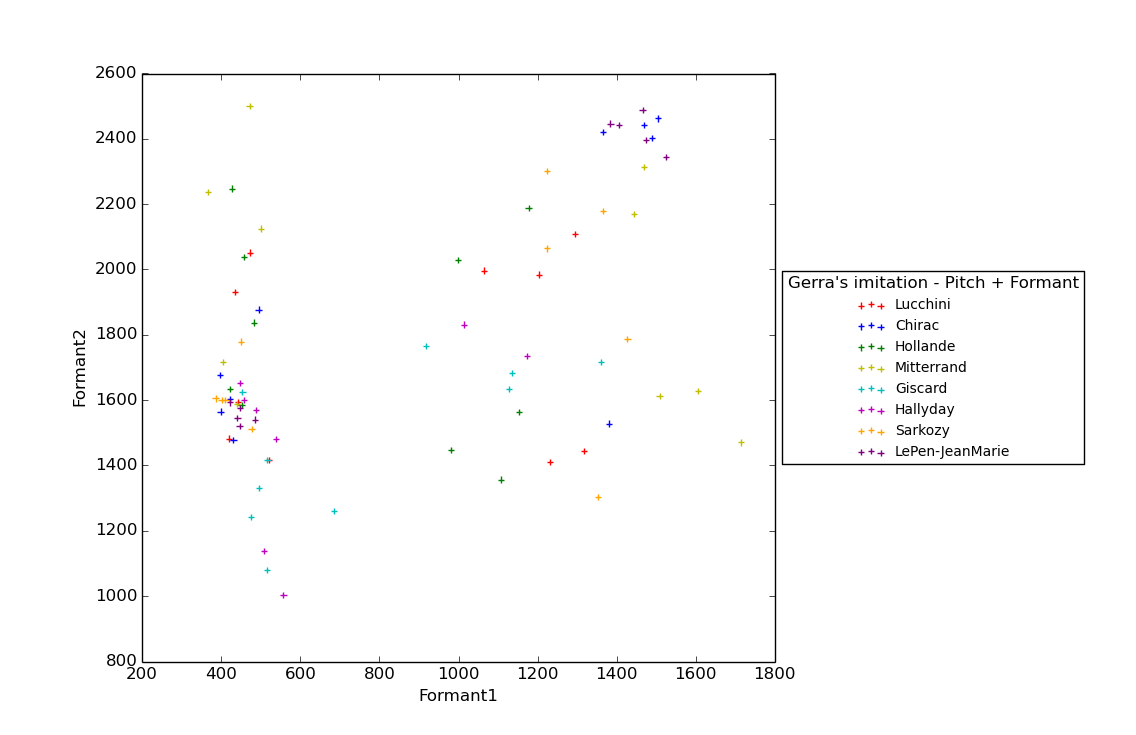 2600
2400
2200
2000
1800
1600
1400
1200
1000
800
Formant2
200 400 600 800 1000 1200 1400 1600 1800
Formant1
Gerra's imitation - Pitch + Formant
Lucchini
Chirac
Hollande
Mitterrand
Giscard
Hallyday
Sarkozy
LePen-JeanMarie